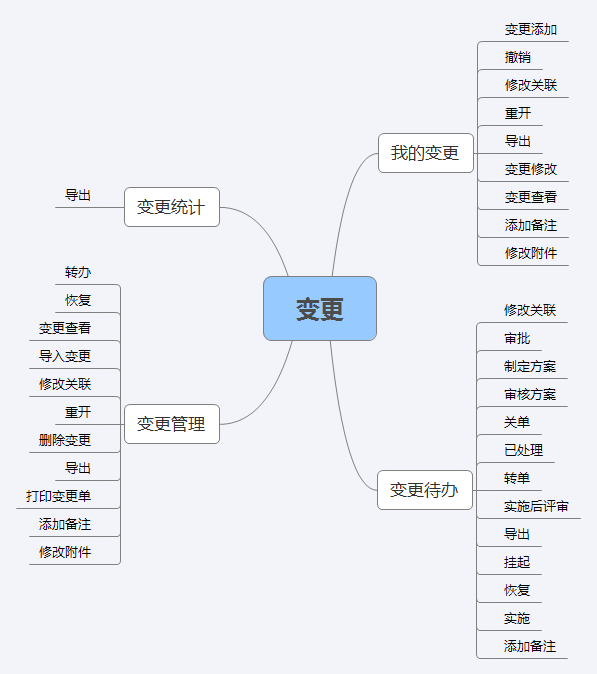 变更
我的变更
变更添加
撤销
修改关联
重开
导出
变更修改
变更查看
添加备注
修改附件
变更待办
修改关联
审批
制定方案
审核方案
关单
已处理
转单
实施后评审
导出
挂起
恢复
实施
添加备注
变更统计
导出
变更管理
转办
恢复
变更查看
导入变更
修改关联
重开
删除变更
导出
打印变更单
添加备注
修改附件